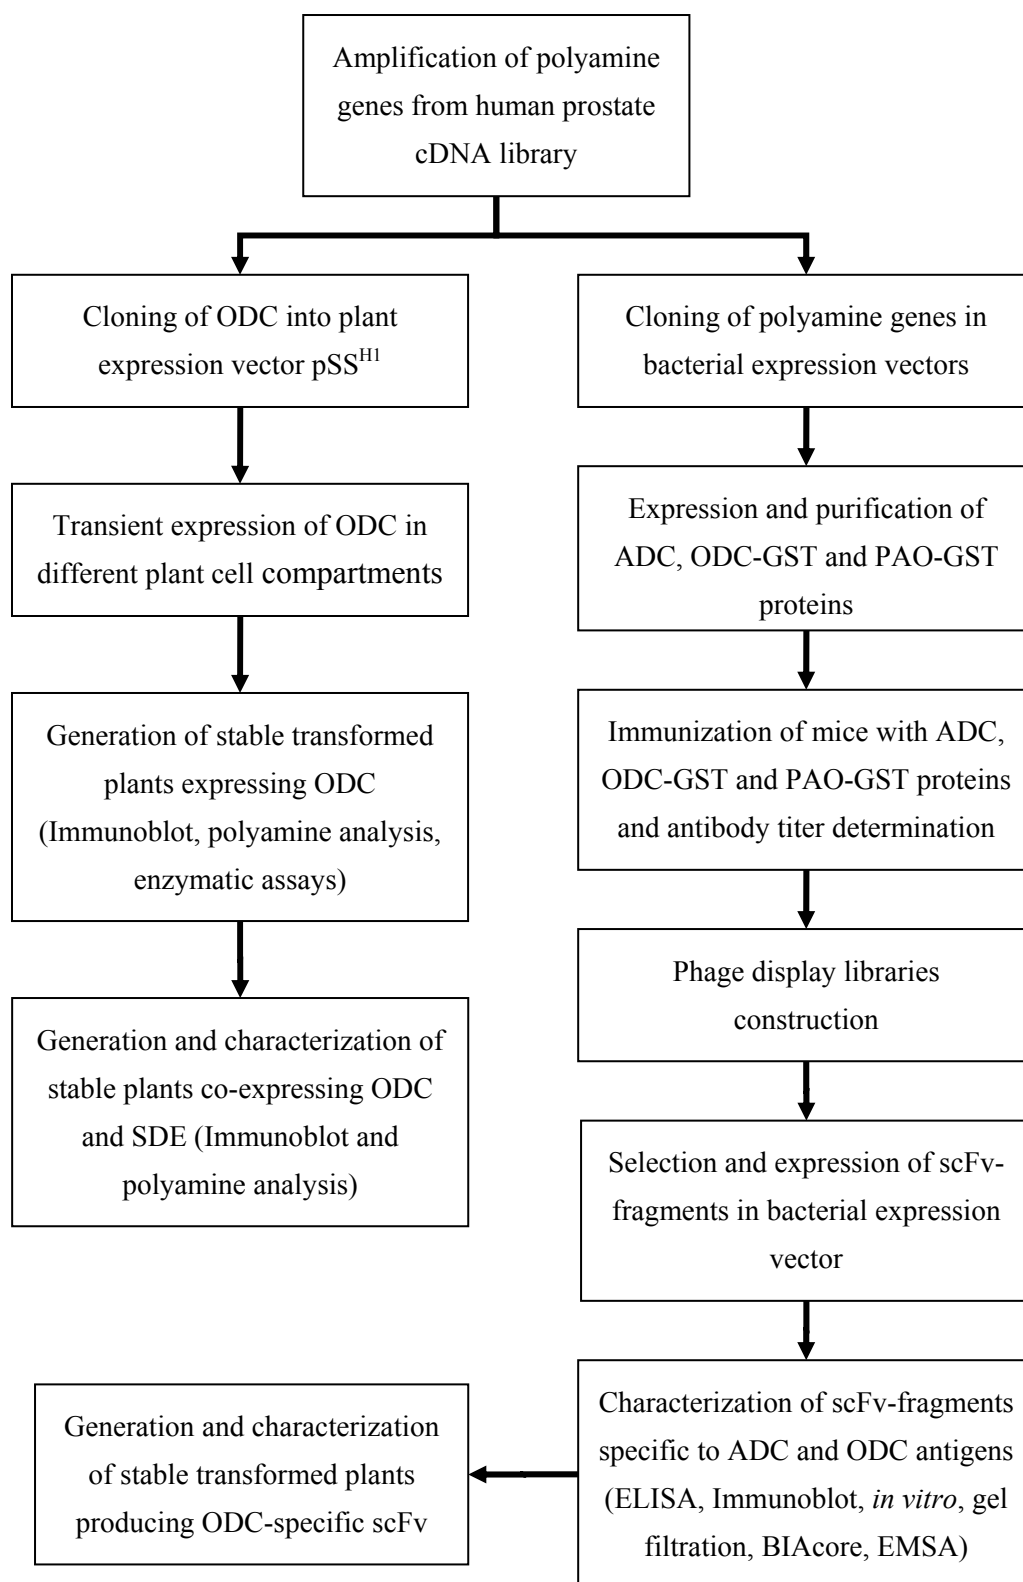 Amplification of polyamine
genes from human prostate
cDNA library
Cloning of ODC into plant
expression vector pSS^H1
Transient expression of ODC in
different plant cell compartments
Generation of stable transformed
plants expressing ODC
(Immunoblot, polyamine analysis,
enzymatic assays)
Generation and characterization of
stable plants co-expressing ODC
and SDE (Immunoblot and
polyamine analysis)
Cloning of polyamine genes in
bacterial expression vectors
Expression and purification of
ADC, ODC-GST and PAO-GST
proteins
Immunization of mice with ADC,
ODC-GST and PAO-GST proteins
and antibody titer determination
Phage display libraries
construction
Selection and expression of scFv-
fragments in bacterial expression
vector
Characterization of scFv-fragments
specific to ADC and ODC antigens
(ELISA, Immunoblot, in vitro, gel
filtration, BIAcore, EMSA)
Generation and characterization
of stable transformed plants
producing ODC-specific scFv